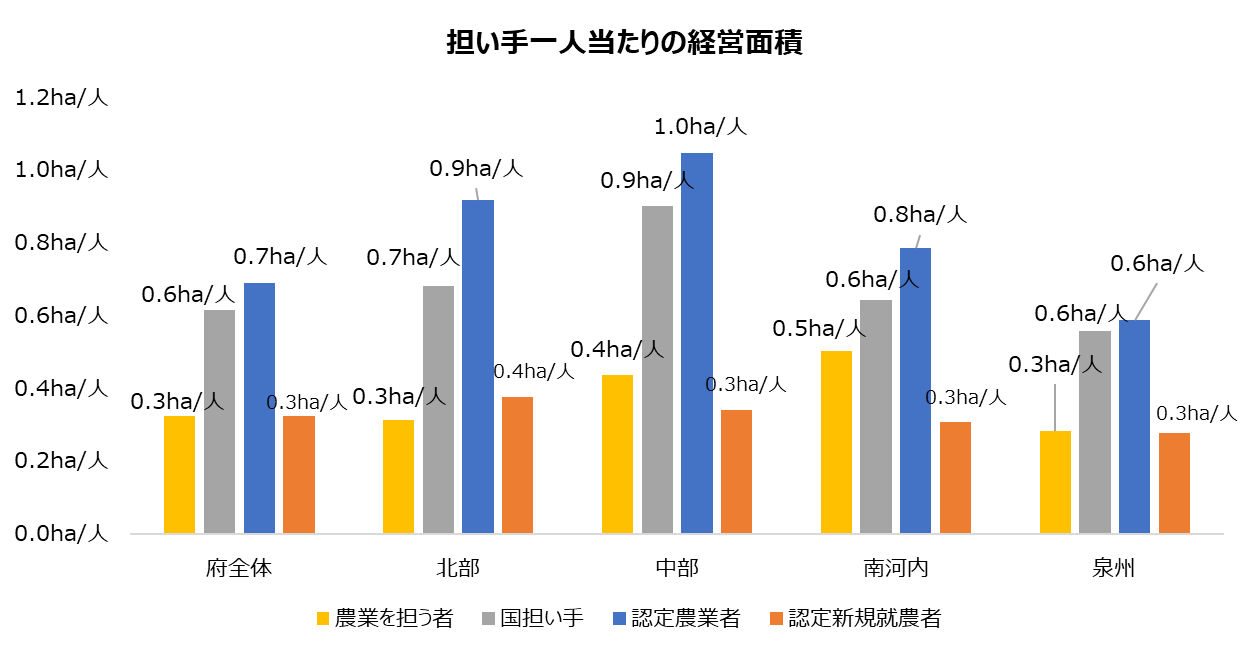 担い手一人当たりの経営面積
1.2ha/人
1.0ha/人
0.8ha/人
0.6ha/人
0.4ha/人
0.2ha/人
0.0ha/人
0.3ha/人
0.6ha/人
0.7ha/人
0.3ha/人
0.3ha/人
0.7ha/人
0.9ha/人
0.4ha/人
0.4ha/人
0.9ha/人
1.0ha/人
0.3ha/人
0.5ha/人
0.6ha/人
0.8ha/人
0.3ha/人
0.3ha/人
0.6ha/人
0.6ha/人
0.3ha/人
府全体
北部
中部
南河内
泉州
農業を担う者
国担い手
認定農業者
認定新規就農者